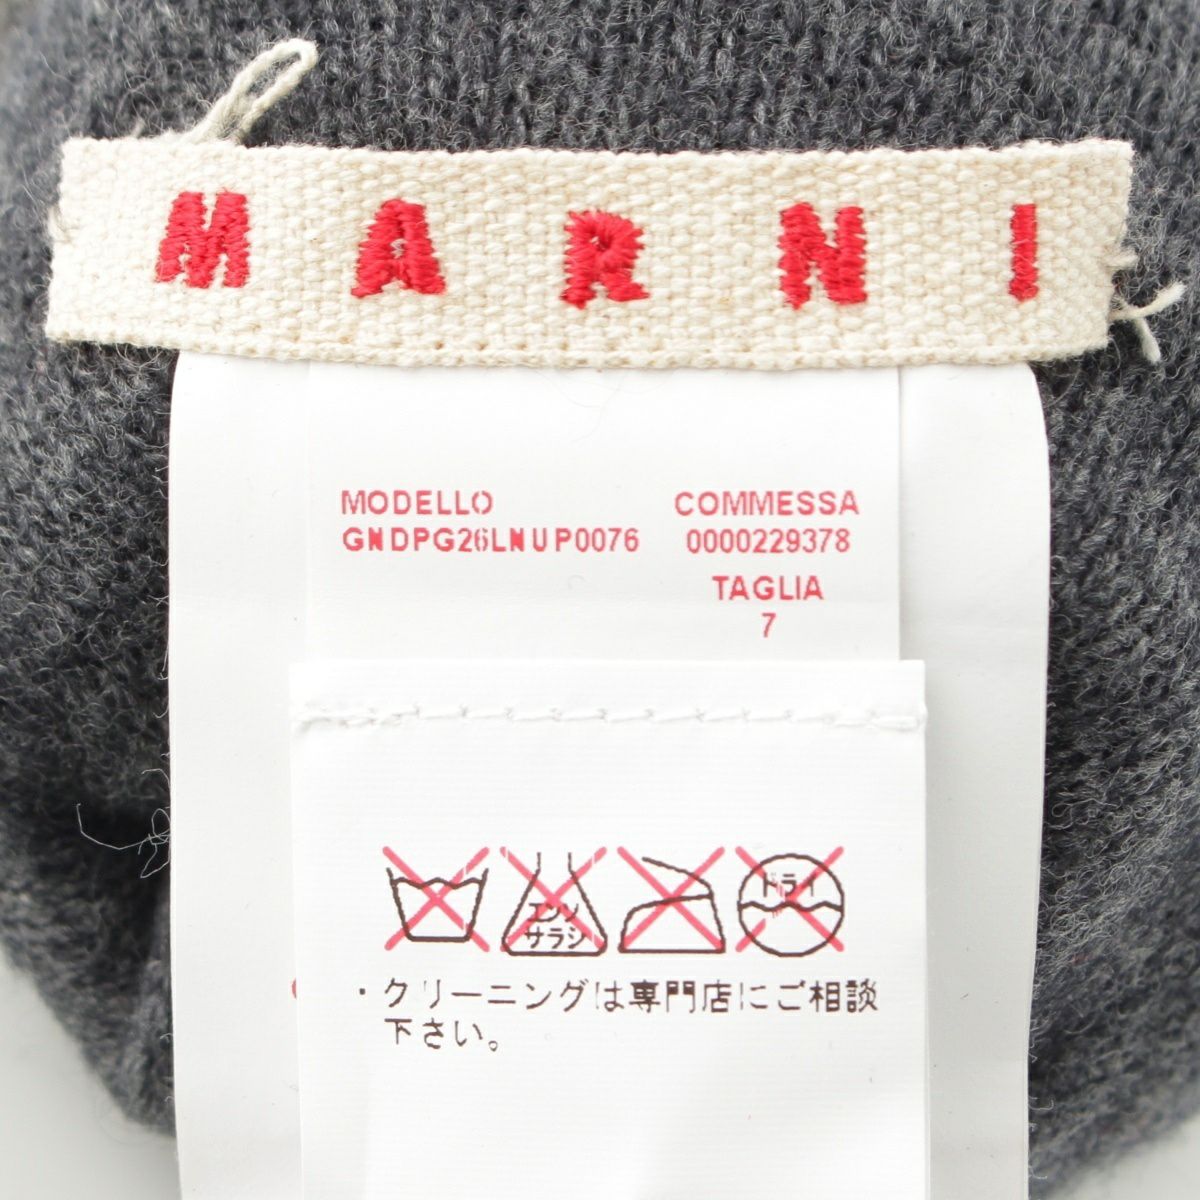 MARNI
MODELLO
GNDPG26LNUP0076
COMMESSA
0000229378
TAGLIA
7
エンソ
サラシ
ドライ
・クリーニングは専門店にご相談
下さい。